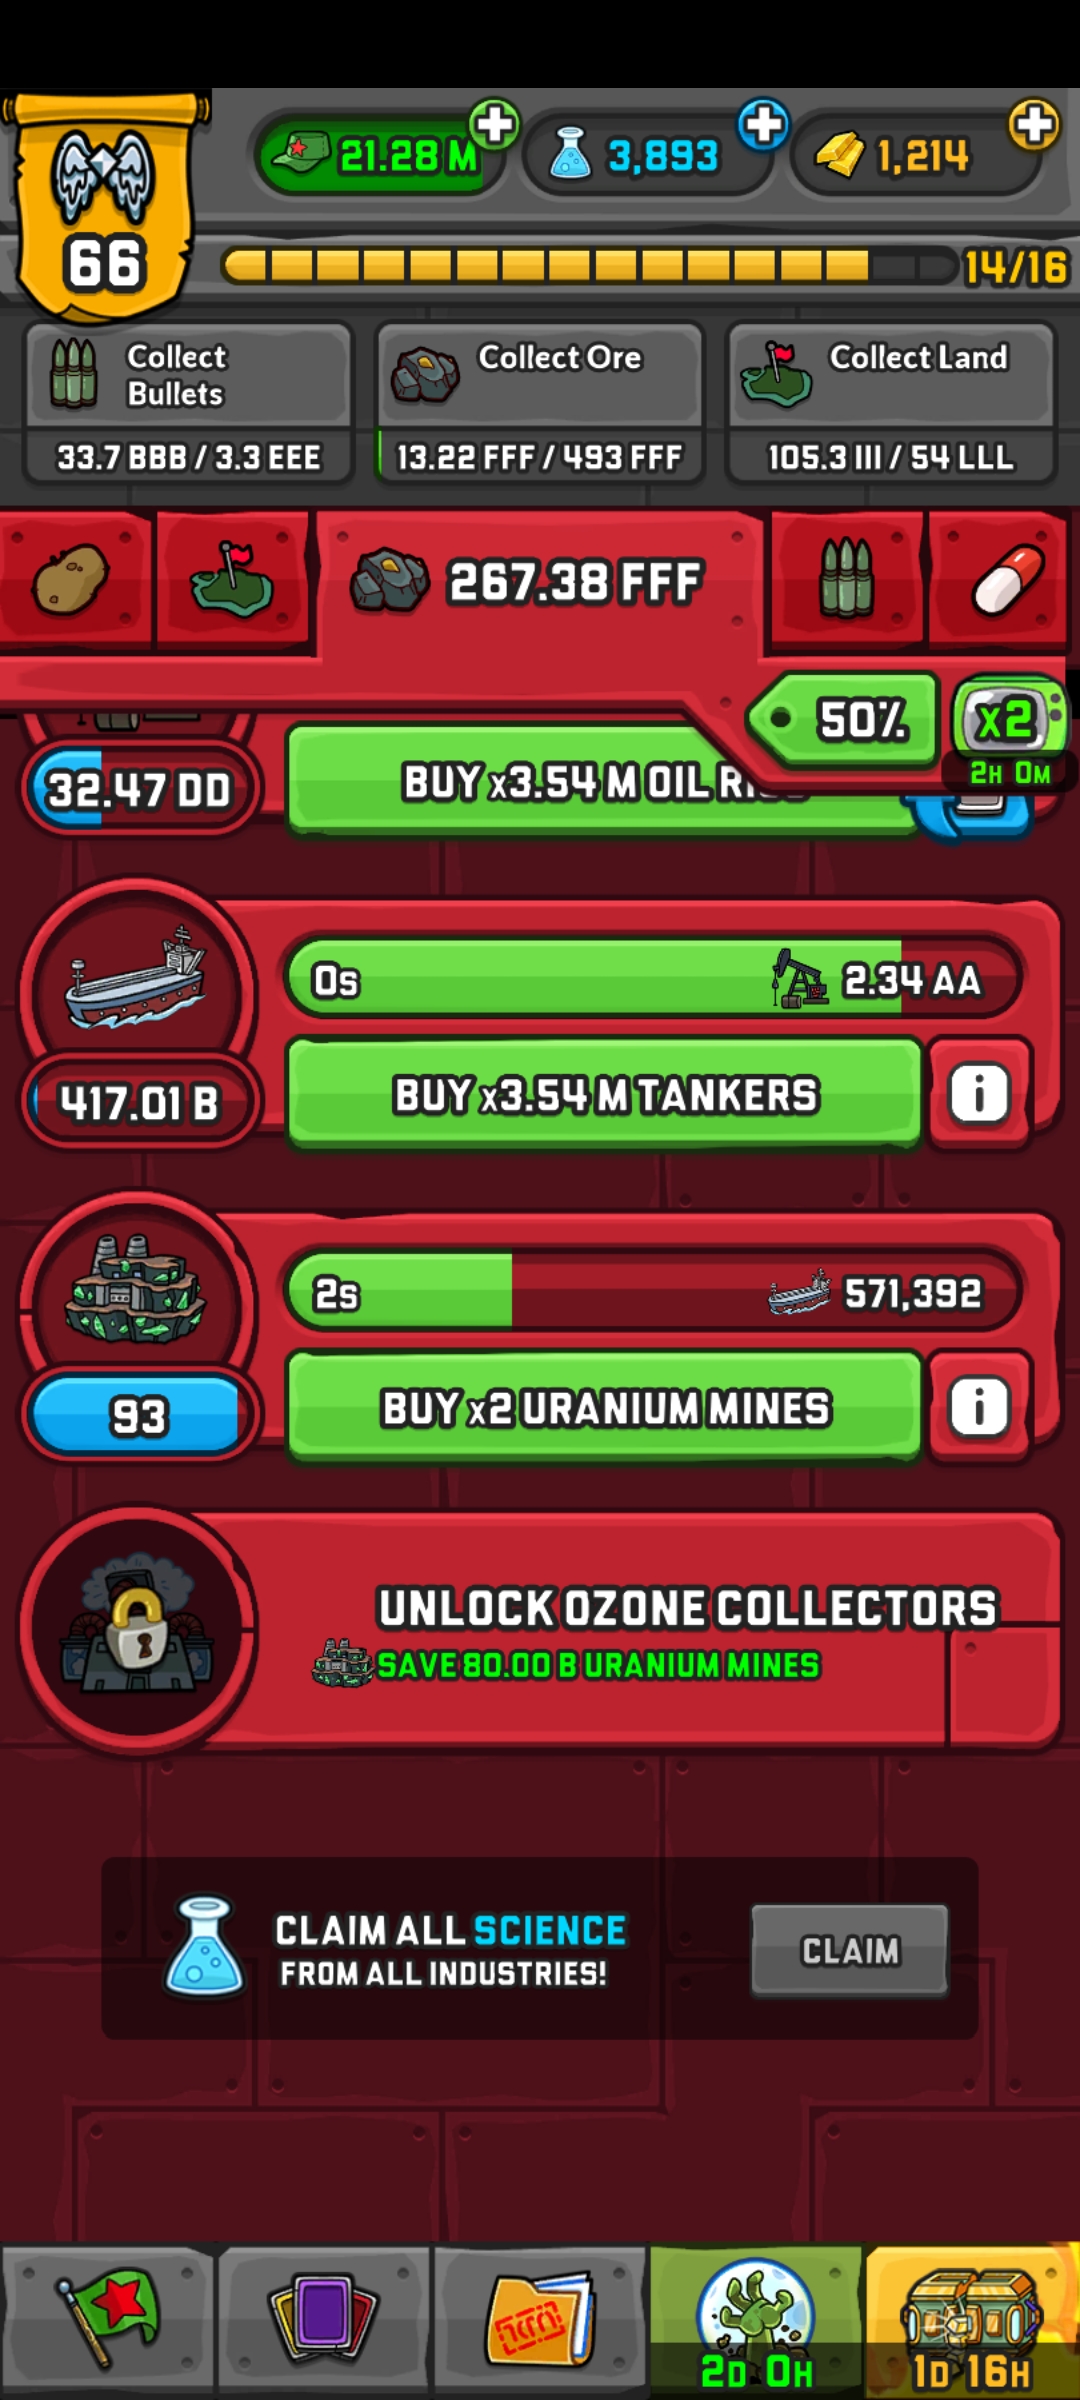 21.28 M
3,893
1,214
66
14/16
Collect
Bullets
33.7 BBB / 3.3 EEE
Collect Ore
13.22 FFF / 493 FFF
Collect Land
105.3 III / 54 LLL
267.38 FFF
50%
x2
2H 0M
32.47 DD
BUY x3.54 M OIL
0s
2.34 AA
417.01 B
BUY x3.54 M TANKERS
i
2s
571,392
93
BUY x2 URANIUM MINES
i
UNLOCK OZONE COLLECTORS
SAVE 80.00 B URANIUM MINES
CLAIM ALL SCIENCE
FROM ALL INDUSTRIES!
CLAIM
2D 0H
1D 16H